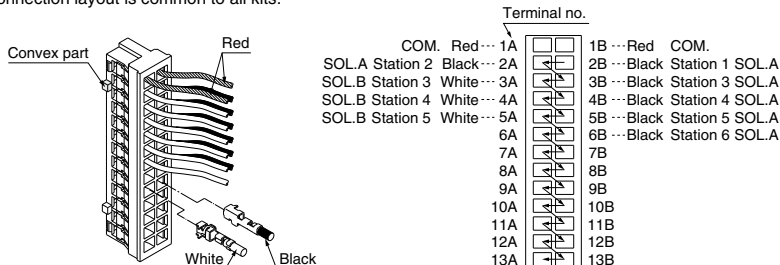 onnection layout is common to all kits.
Terminal no.
Convex part
Red
White
Black
COM. Red 1A 1B Red COM.
SOL.A Station 2 Black 2A 2B Black Station 1 SOL.A
SOL.B Station 3 White 3A 3B Black Station 3 SOL.A
SOL.B Station 4 White 4A 4B Black Station 4 SOL.A
SOL.B Station 5 White 5A 5B Black Station 5 SOL.A
6A 6B Black Station 6 SOL.A
7A 7B
8A 8B
9A 9B
10A 10B
11A 11B
12A 12B
13A 13B